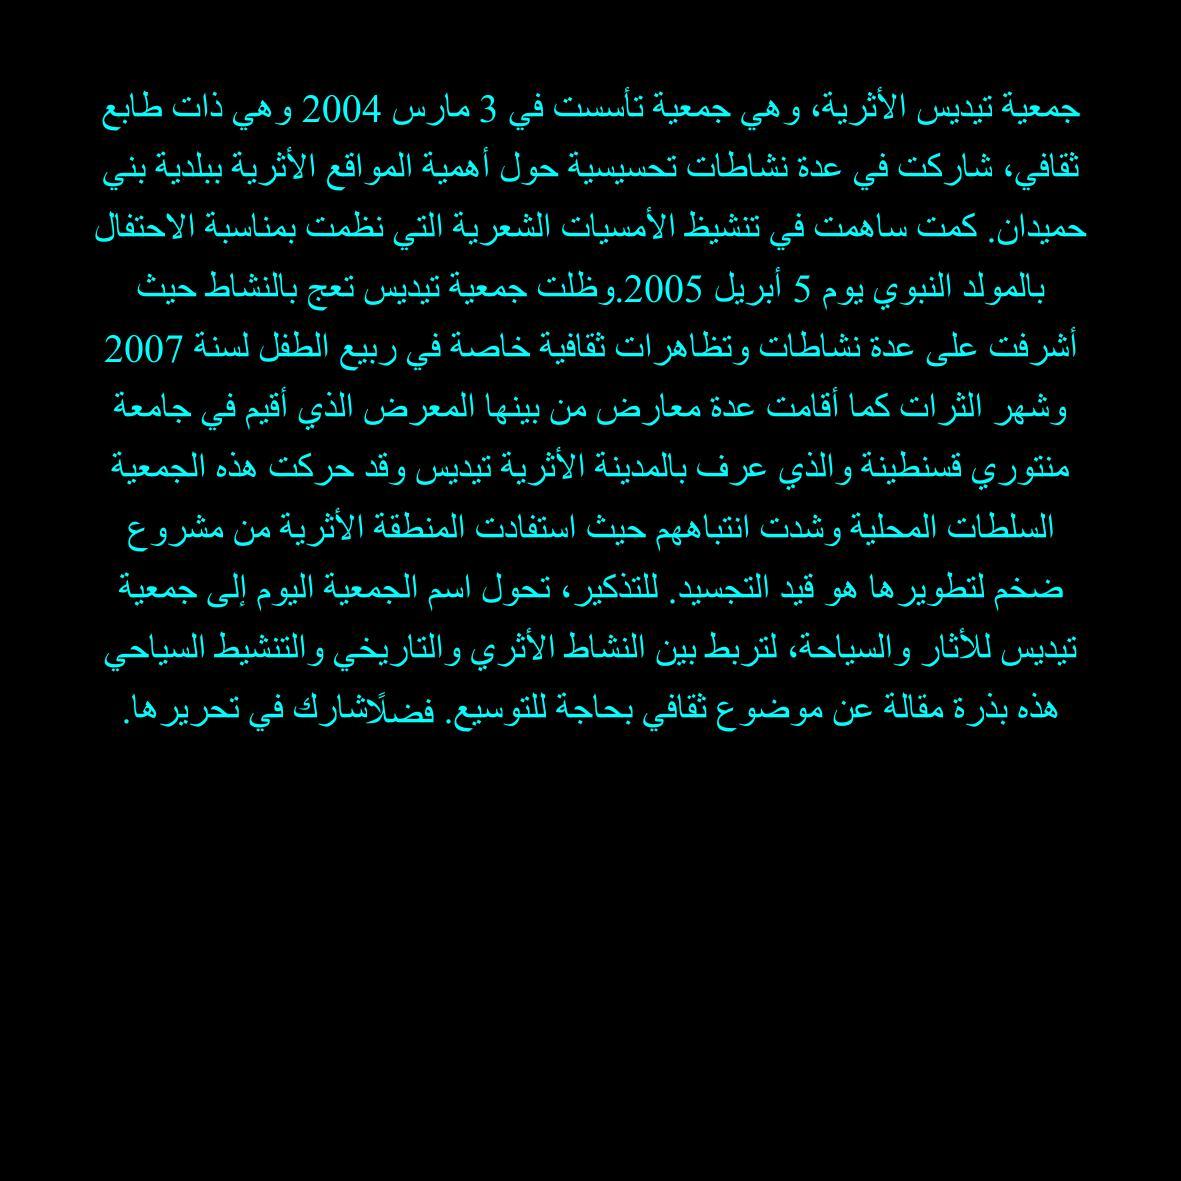 جمعية تيديس الأثرية، وهي جمعية تأسست في 3 مارس 2004 وهي ذات طابع
ثقافي، شاركت في عدة نشاطات تحسيسية حول أهمية المواقع الأثرية ببلدية بني
حميدان. كمت ساهمت في تنشيظ الأمسيات الشعرية التي نظمت بمناسبة الاحتفال
بالمولد النبوي يوم 5 أبريل 2005.وظلت جمعية تيديس تعج بالنشاط حيث
أشرفت على عدة نشاطات وتظاهرات ثقافية خاصة في ربيع الطفل لسنة 2007
وشهر الثرات كما أقامت عدة معارض من بينها المعرض الذي أقيم في جامعة
منتوري قسنطينة والذي عرف بالمدينة الأثرية تيديس وقد حركت هذه الجمعية
السلطات المحلية وشدت انتباههم حيث استفادت المنطقة الأثرية من مشروع
ضخم لتطويرها هو قيد التجسيد. للتذكير، تحول اسم الجمعية اليوم إلى جمعية
تيديس للأثار والسياحة، لتربط بين النشاط الأثري والتاريخي والتنشيط السياحي
هذه بذرة مقالة عن موضوع ثقافي بحاجة للتوسيع. فضلًاشارك في تحريرها.